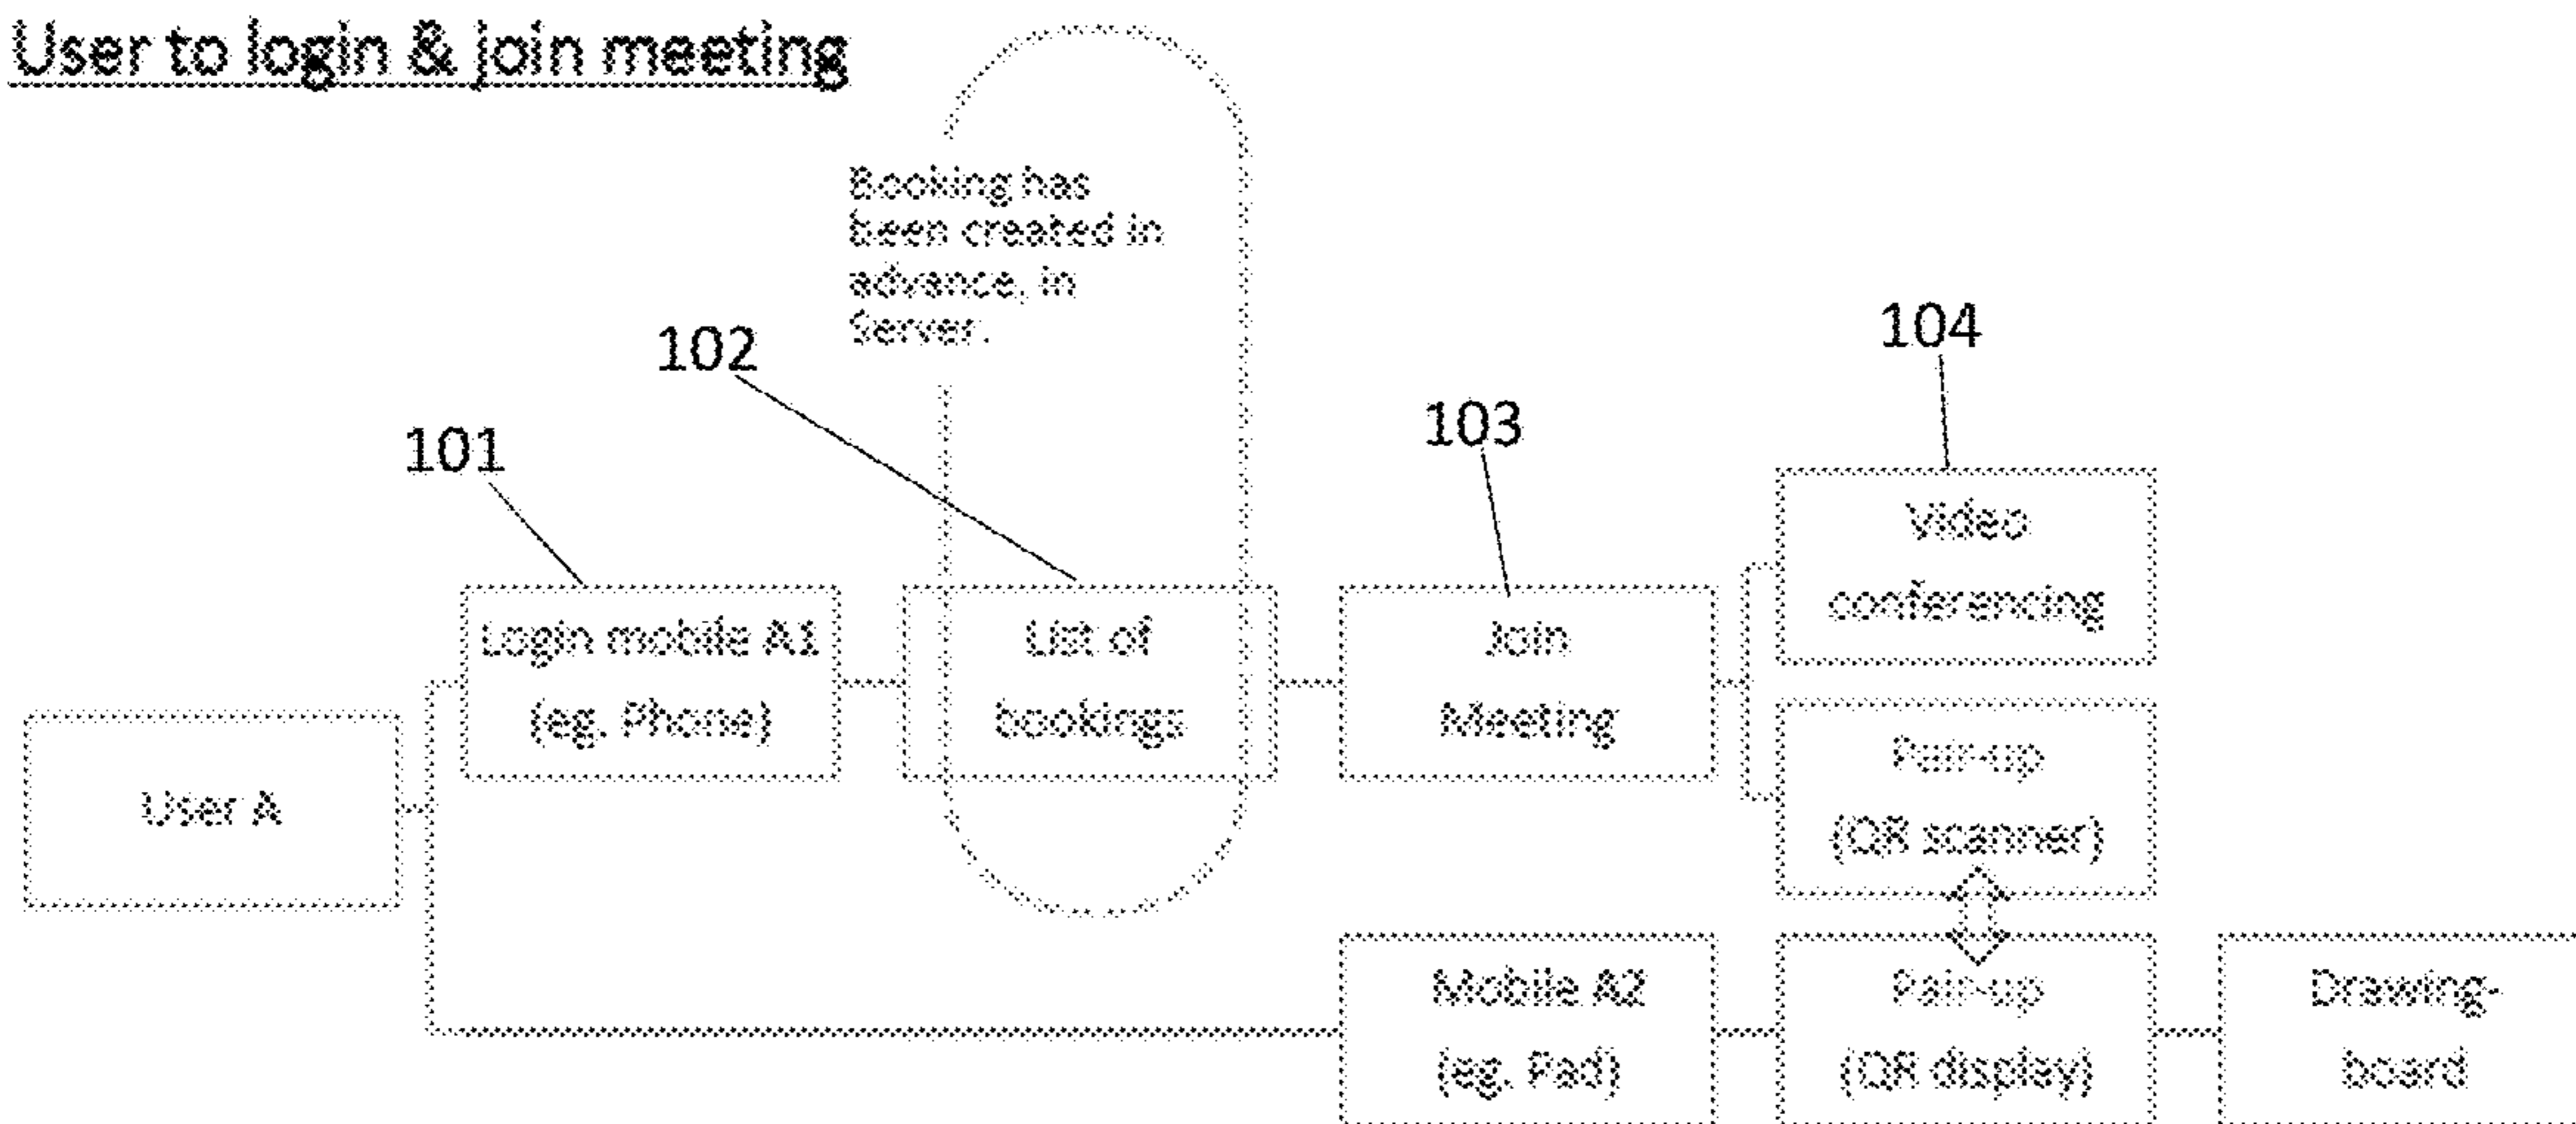 User to login & join meeting
Booking has
been created in
advance, in
Server.
102
104
103
101
Video
conferencing
Login mobile A1
(eg. Phone)
List of
bookings
Join
Meeting
Pair-up
(QR scanner)
User A
Mobile A2
(eg. Pad)
Pair-up
(QR display)
Drawing-
board